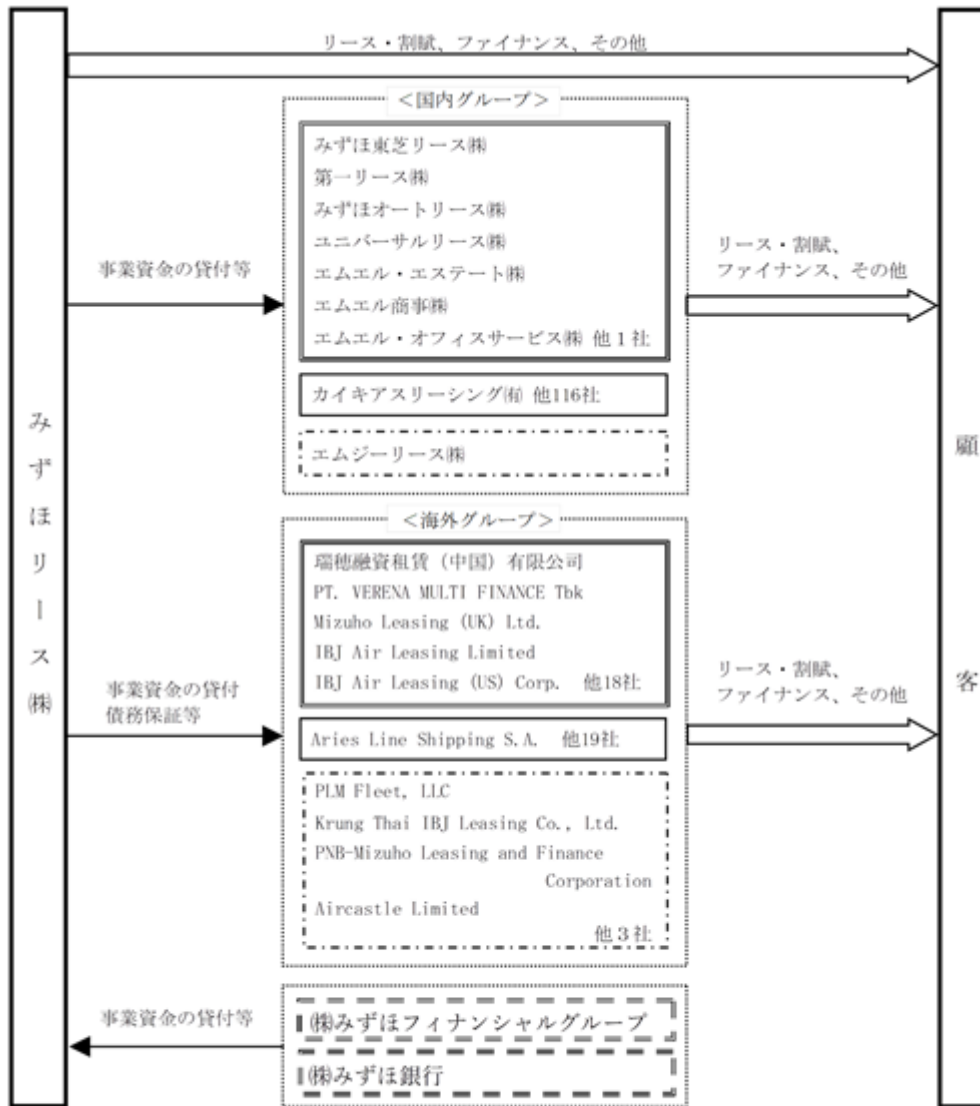 リース・割賦、ファイナンス、その他
＜国内グループ＞
みずほ東芝リース㈱
第一リース㈱
みずほオートリース㈱
ユニバーサルリース㈱
エムエル・エステート㈱
エムエル商事㈱
エムエル・オフィスサービス㈱ 他１社
カイキアスリーシング㈲ 他116社
エムジーリース㈱
事業資金の貸付等
リース・割賦、
ファイナンス、その他
みずほリース㈱
顧客
＜海外グループ＞
瑞穂融資租賃（中国）有限公司
PT. VERENA MULTI FINANCE Tbk
Mizuho Leasing (UK) Ltd.
IBJ Air Leasing Limited
IBJ Air Leasing (US) Corp. 他18社
Aries Line Shipping S.A. 他19社
PLM Fleet, LLC
Krung Thai IBJ Leasing Co., Ltd.
PNB-Mizuho Leasing and Finance
Corporation
Aircastle Limited
他３社
事業資金の貸付
債務保証等
リース・割賦、
ファイナンス、その他
事業資金の貸付等
㈱みずほフィナンシャルグループ
㈱みずほ銀行